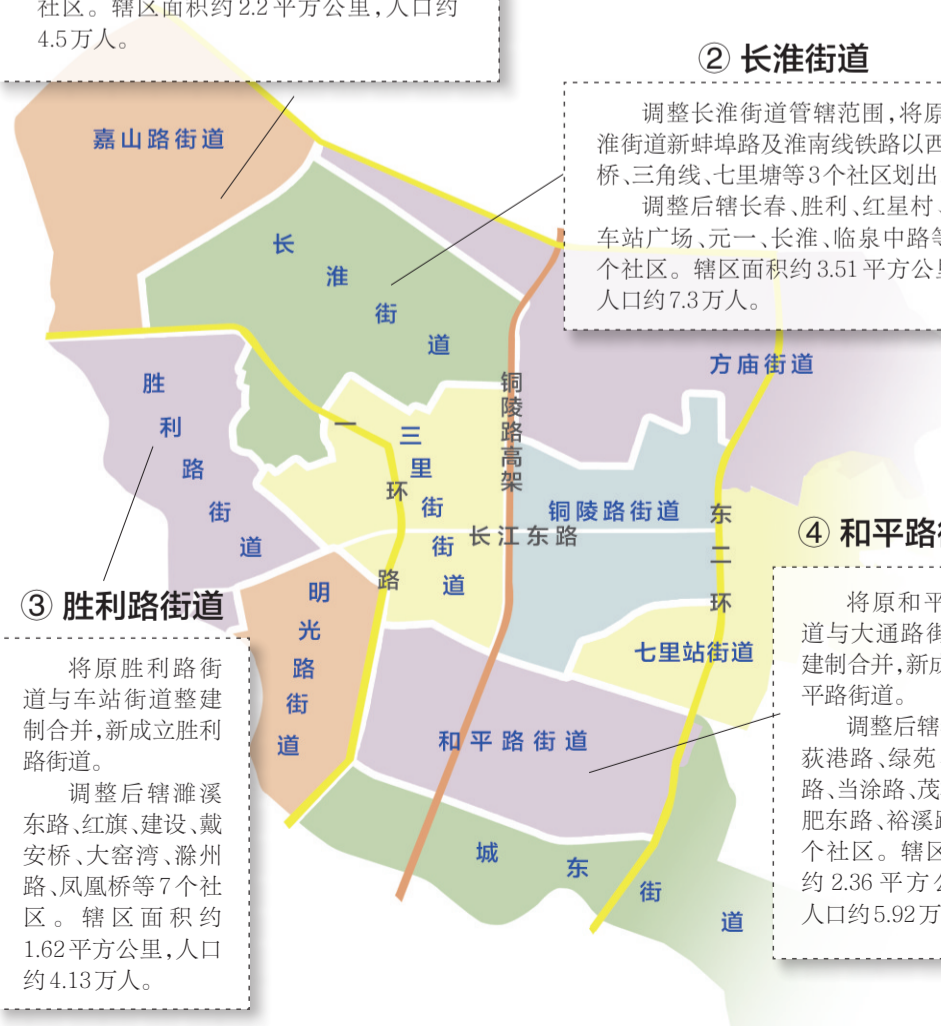 社区。辖区面积约2.2平方公里,人口约
4.5万人。
② 长淮街道
调整长淮街道管辖范围,将原
淮街道新蚌埠路及淮南线铁路以西
桥、三角线、七里塘等3个社区划出
调整后辖长春、胜利、红星村、
车站广场、元一、长淮、临泉中路等
个社区。辖区面积约3.51平方公里
人口约7.3万人。
嘉山路街道
长淮街道
方庙街道
胜利路街道
铜陵路高架
三里街街道
一环路
铜陵路街道
长江东路
东二环
④ 和平路
将原和平
道与大通路街
建制合并,新成
平路街道。
调整后辖
荻港路、绿苑
路、当涂路、茂
肥东路、裕溪路
个社区。辖区
约2.36平方公
人口约5.92万
③ 胜利路街道
将原胜利路街
道与车站街道整建
制合并,新成立胜利
路街道。
调整后辖濉溪
东路、红旗、建设、戴
安桥、大窑湾、滁州
路、凤凰桥等7个社
区。辖区面积约
1.62平方公里,人口
约4.13万人。
明光路街道
七里站街道
和平路街道
城东街道